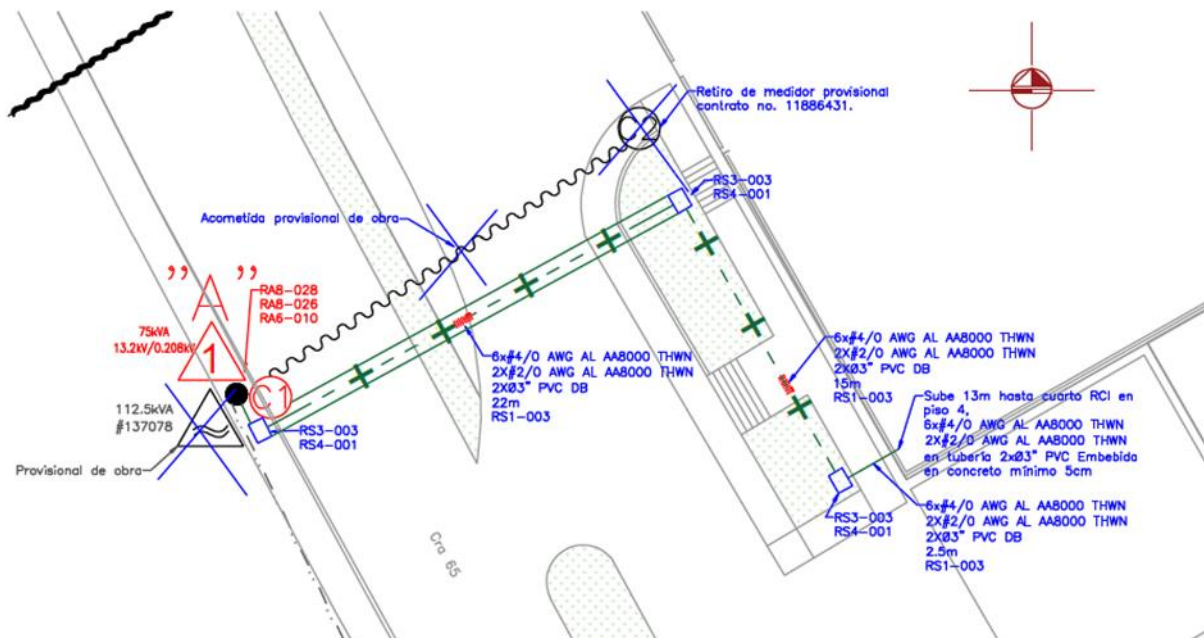 Retiro de medidor provisional
contrato no. 11886431.
RS3-003
RS4-001
Acometida provisional de obra
” A ”
RA8-028
RA8-026
RA6-010
75kVA
13.2kV/0.208kV
1
C1
112.5kVA
#137078
Provisional de obra
RS3-003
RS4-001
6x#4/0 AWG AL AA8000 THWN
2X#2/0 AWG AL AA8000 THWN
2XØ3" PVC DB
22m
RS1-003
6x#4/0 AWG AL AA8000 THWN
2X#2/0 AWG AL AA8000 THWN
2XØ3" PVC DB
15m
RS1-003
Sube 13m hasta cuarto RCI en
piso 4,
6x#4/0 AWG AL AA8000 THWN
2X#2/0 AWG AL AA8000 THWN
en tubería 2xØ3" PVC Embebida
en concreto mínimo 5cm
RS3-003
RS4-001
6x#4/0 AWG AL AA8000 THWN
2X#2/0 AWG AL AA8000 THWN
2XØ3" PVC DB
2.5m
RS1-003
Cra 65